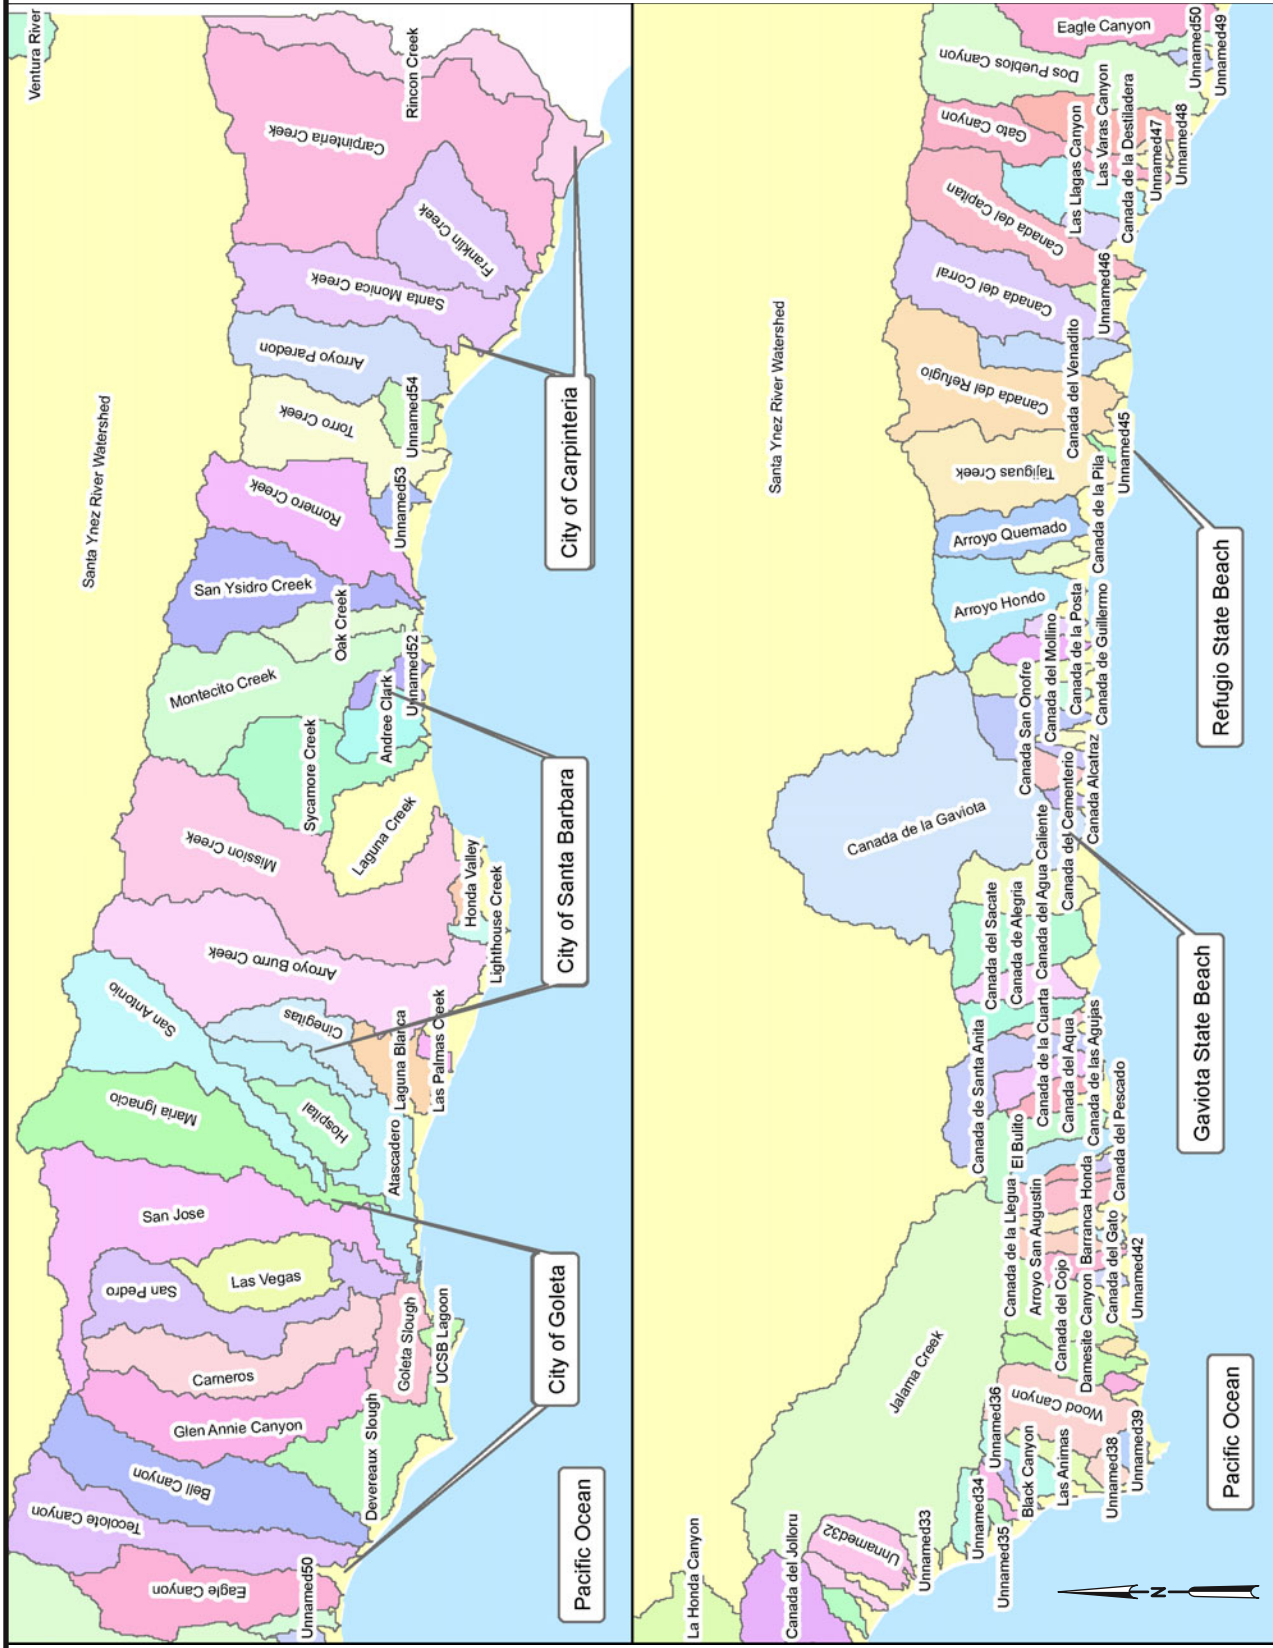 Ventura River
Rincon Creek
Carpinteria Creek
Franklin Creek
Santa Monica Creek
Arroyo Paredon
Torro Creek
Unnamed54
Romero Creek
Unnamed53
San Ysidro Creek
Oak Creek
Montecito Creek
Unnamed52
Andree Clark
Sycamore Creek
Laguna Creek
Mission Creek
Honda Valley
Lighthouse Creek
Arroyo Burro Creek
San Antonio
Cinegitas
Laguna Blanca
Las Palmas Creek
Maria Ignacio
Hospital
Atascadero
San Jose
San Pedro
Las Vegas
Goleta Slough
UCSB Lagoon
Carneros
Glen Annie Canyon
Devereaux Slough
Bell Canyon
Tecolote Canyon
Eagle Canyon
Unnamed50
Santa Ynez River Watershed
City of Carpinteria
City of Santa Barbara
City of Goleta
Pacific Ocean
Eagle Canyon
Unnamed50
Unnamed49
Dos Pueblos Canyon
Gato Canyon
Las Llagas Canyon
Las Varas Canyon
Canada de la Destiladera
Unnamed47
Unnamed48
Canada del Capitan
Canada del Corral
Unnamed46
Canada del Venadito
Canada del Refugio
Tajiguas Creek
Unnamed45
Canada de la Pila
Arroyo Quemado
Arroyo Hondo
Canada San Onofre
Canada del Mollino
Canada de la Posta
Canada de Guillermo
Canada Alcatraz
Canada del Cementerio
Canada de la Gaviota
Canada del Agua Caliente
Canada de Alegria
Canada del Sacate
Canada de Santa Anita
Canada de la Cuarta
Canada del Aqua
Canada de las Agujas
El Bulito
Canada del Pescado
Canada de la Llegua
Arroyo San Augustin
Barranca Honda
Canada del Gato
Unnamed42
Canada del Cojo
Damesite Canyon
Wood Canyon
Jalama Creek
Unnamed36
Black Canyon
Las Animas
Unnamed38
Unnamed39
Unnamed34
Unnamed35
Unnamed33
Unnamed32
Canada del Jolloru
La Honda Canyon
Santa Ynez River Watershed
Refugio State Beach
Gaviota State Beach
Pacific Ocean
N